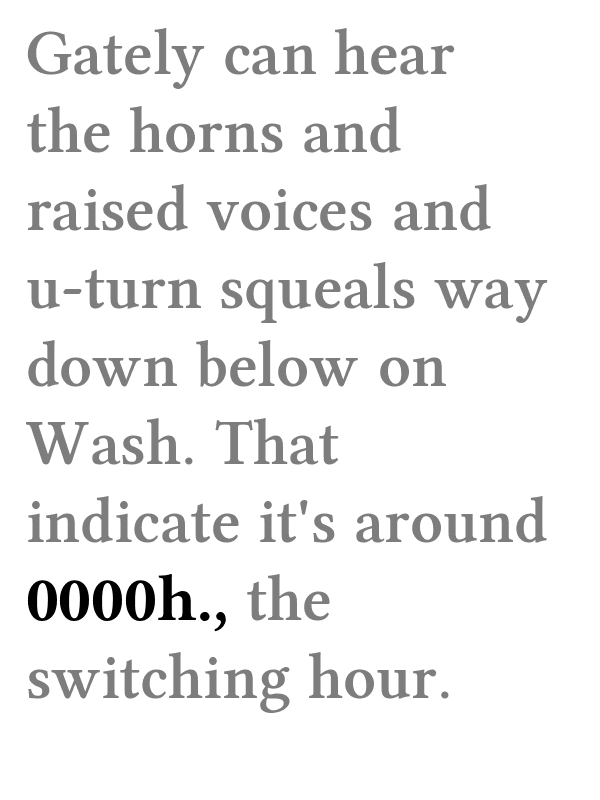 Gately can hear
the horns and
raised voices and
u-turn squeals way
down below on
Wash. That
indicate it's around
0000h., the
switching hour.